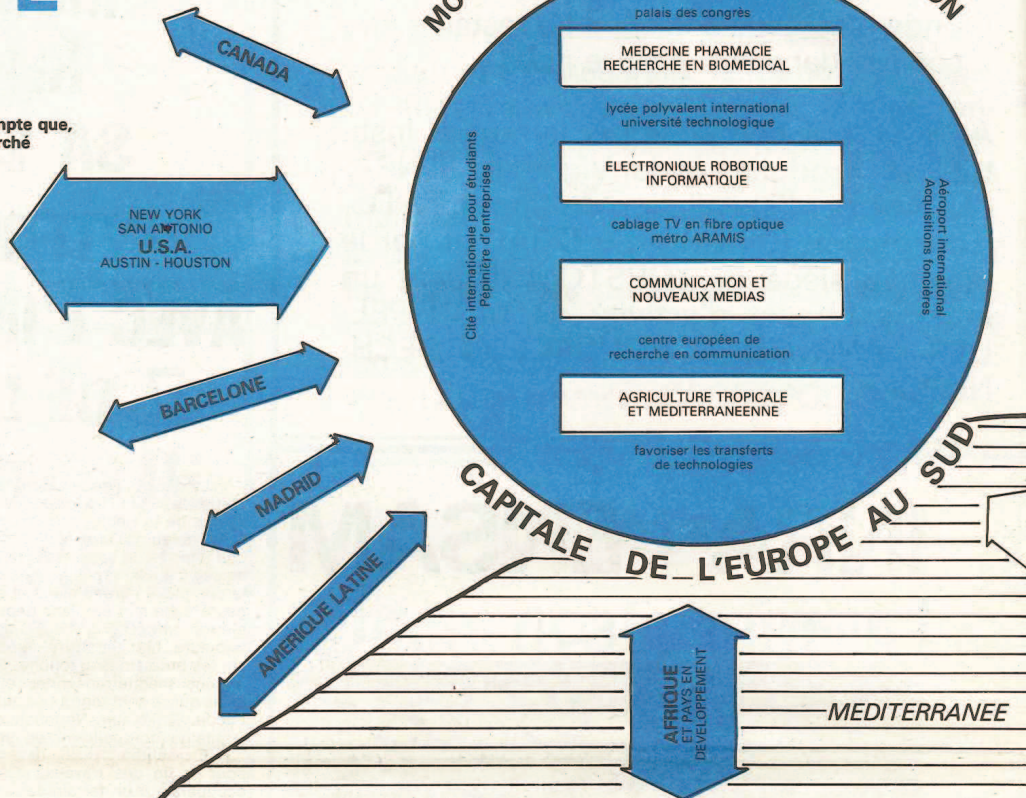 CANADA
mpte que,
rché
NEW YORK
SAN ANTONIO
U.S.A.
AUSTIN - HOUSTON
BARCELONE
MADRID
AMERIQUE LATINE
palais des congrès
MEDECINE PHARMACIE
RECHERCHE EN BIOMEDICAL
lycée polyvalent international
université technologique
ELECTRONIQUE ROBOTIQUE
INFORMATIQUE
cablage TV en fibre optique
métro ARAMIS
COMMUNICATION ET
NOUVEAUX MEDIAS
centre européen de
recherche en communication
AGRICULTURE TROPICALE
ET MEDITERRANEENNE
favoriser les transferts
de technologies
Cité internationale pour étudiants
Pépinière d'entreprises
Aéroport international
Acquisitions foncières
CAPITALE DE L'EUROPE AU SUD
AFRIQUE
ET PAYS EN
DEVELOPPEMENT
MEDITERRANEE